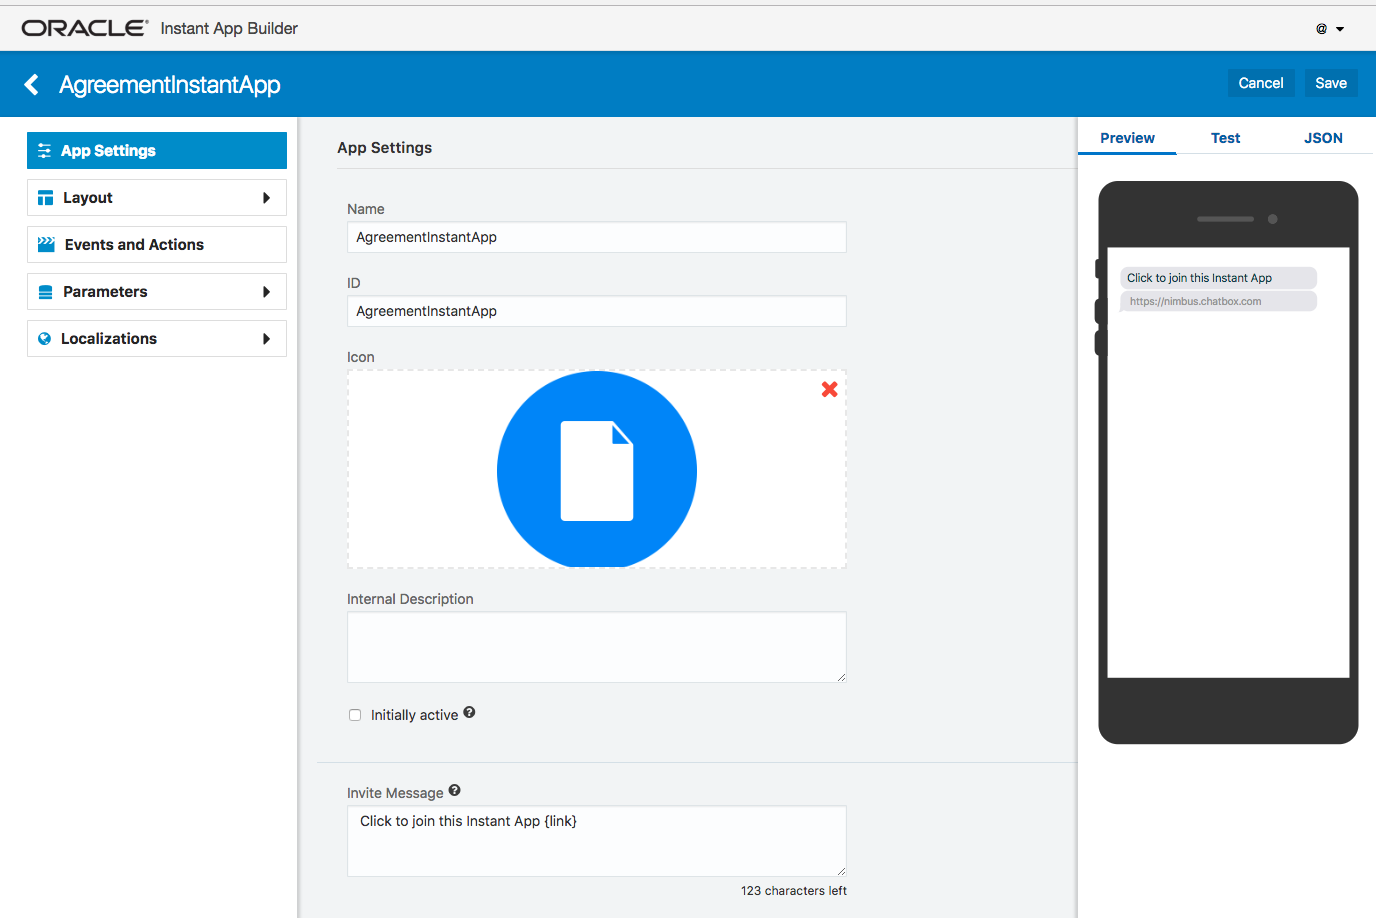 ORACLE® Instant App Builder
@
AgreementInstantApp
Cancel
Save
App Settings
Layout
Events and Actions
Parameters
Localizations
App Settings
Name
AgreementInstantApp
ID
AgreementInstantApp
Icon
Internal Description
Initially active ?
Invite Message ?
Click to join this Instant App {link}
123 characters left
Preview
Test
JSON
Click to join this Instant App
https://nimbus.chatbox.com